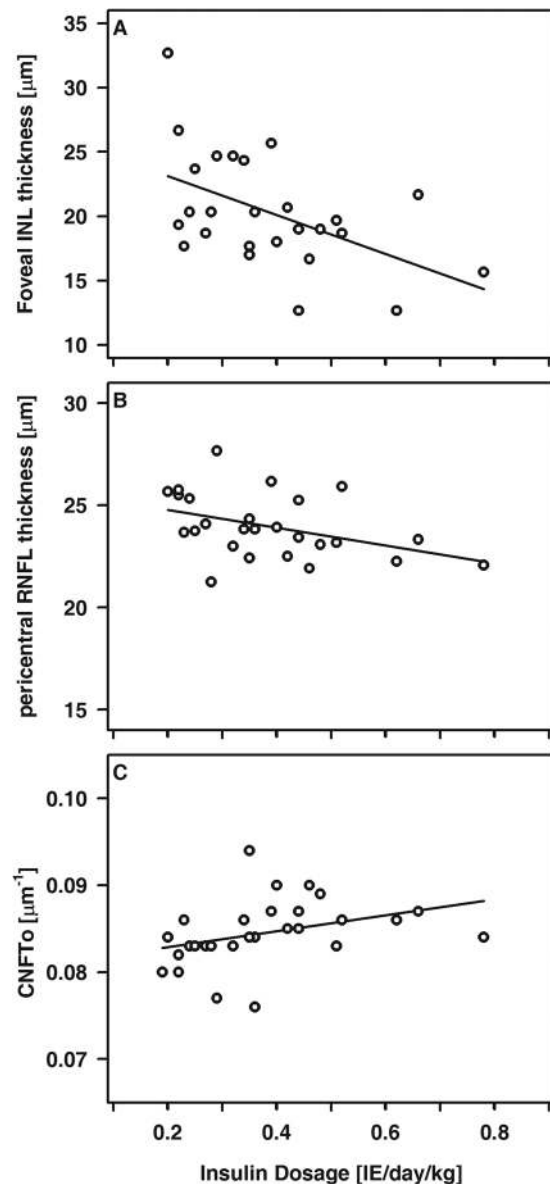 A
Foveal INL thickness [μm]
35
30
25
20
15
10
B
pericentral RNFL thickness [μm]
30
25
20
15
C
CNFTo [μm⁻¹]
0.10
0.09
0.08
0.07
0.2 0.4 0.6 0.8
Insulin Dosage [IE/day/kg]